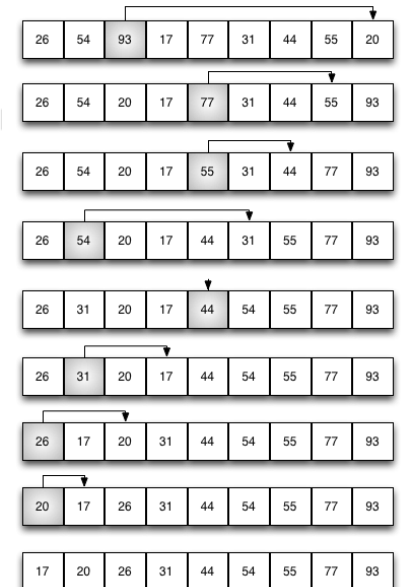 26 54 93 17 77 31 44 55 20
26 54 20 17 77 31 44 55 93
26 54 20 17 55 31 44 77 93
26 54 20 17 44 31 55 77 93
26 31 20 17 44 54 55 77 93
26 31 20 17 44 54 55 77 93
26 17 20 31 44 54 55 77 93
20 17 26 31 44 54 55 77 93
17 20 26 31 44 54 55 77 93